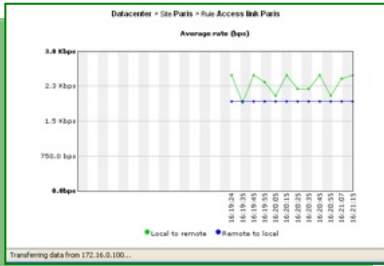 Datacenter > Site Paris > Rule Access link Paris
Average rate (bps)
3.0 Kbps
2.3 Kbps
1.5 Kbps
750.0 bps
0.0bps
16:19:24
16:19:35
16:19:45
16:19:55
16:20:05
16:20:15
16:20:25
16:20:35
16:20:45
16:20:55
16:21:07
16:21:15
Local to remote
Remote to local
Transferring data from 172.16.0.100...